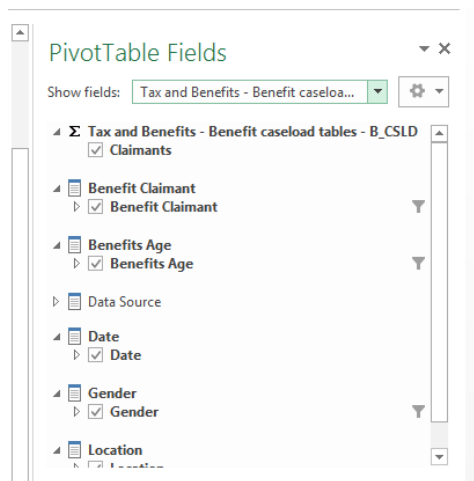 PivotTable Fields
Show fields: Tax and Benefits - Benefit caseloa...
Σ Tax and Benefits - Benefit caseload tables - B_CSLD
Claimants
Benefit Claimant
Benefit Claimant
Benefits Age
Benefits Age
Data Source
Date
Date
Gender
Gender
Location
Location